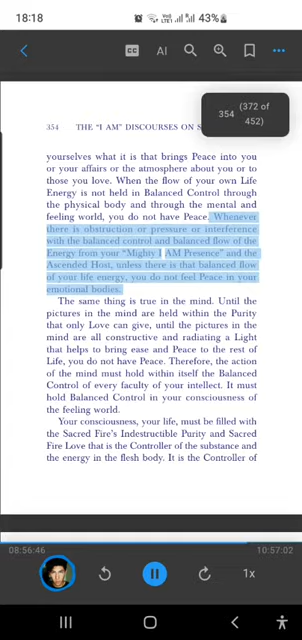 18:18
43%
CC
AI
354 (372 of
452)
354 THE "I AM" DISCOURSES ON S
yourselves what it is that brings Peace into you
or your affairs or the atmosphere about you or to
those you love. When the flow of your own Life
Energy is not held in Balanced Control through
the physical body and through the mental and
feeling world, you do not have Peace. Whenever
there is obstruction or pressure or interference
with the balanced control and balanced flow of the
Energy from your "Mighty I AM Presence" and the
Ascended Host, unless there is that balanced flow
of your life energy, you do not feel Peace in your
emotional bodies.
The same thing is true in the mind. Until the
pictures in the mind are held within the Purity
that only Love can give, until the pictures in the
mind are all constructive and radiating a Light
that helps to bring ease and Peace to the rest of
Life, you do not have Peace. Therefore, the action
of the mind must hold within itself the Balanced
Control of every faculty of your intellect. It must
hold Balanced Control in your consciousness of
the feeling world.
Your consciousness, your life, must be filled with
the Sacred Fire's Indestructible Purity and Sacred
Fire Love that is the Controller of the substance and
the energy in the flesh body. It is the Controller of
08:56:46
10:57:02
1x